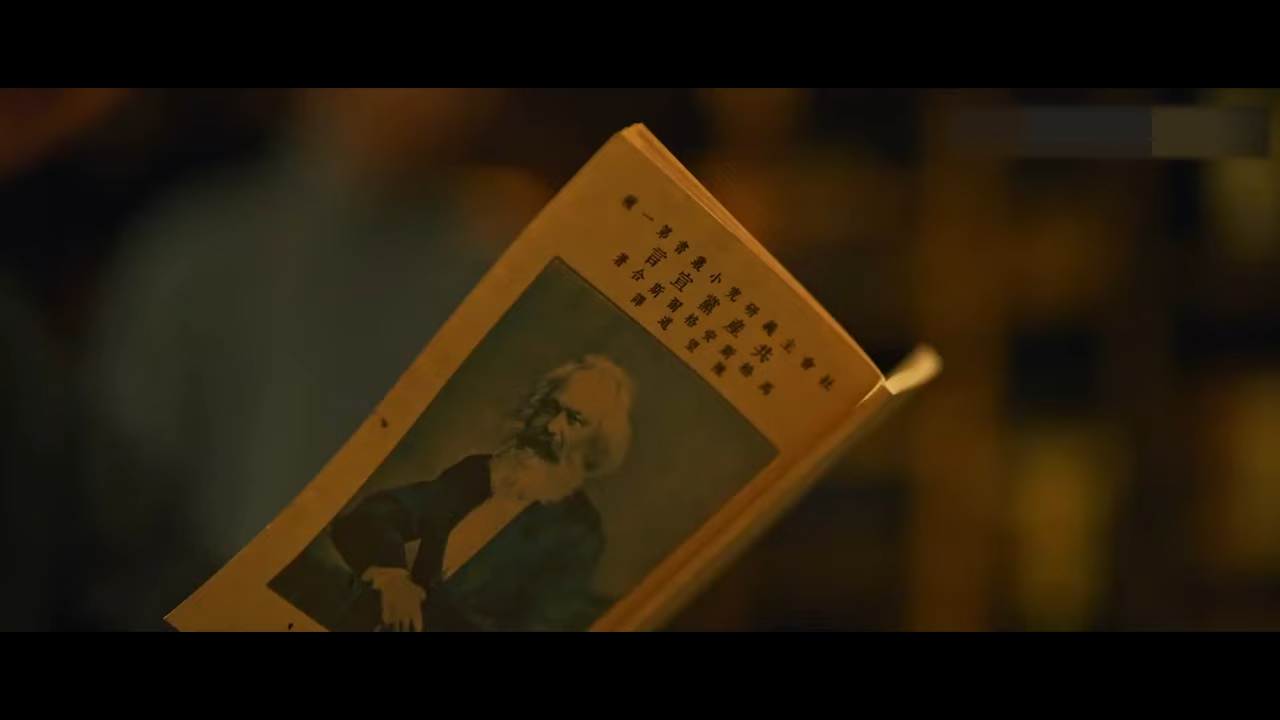 社會主義研究小叢書第一種
共産黨宣言
馬格斯安格爾斯合著
陳望道譯